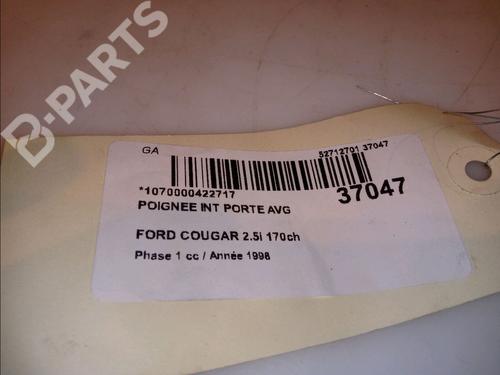 B-PARTS
GA
52712701 37047
*1070000422717
37047
POIGNEE INT PORTE AVG
FORD COUGAR 2.5i 170ch
Phase 1 cc / Année 1998